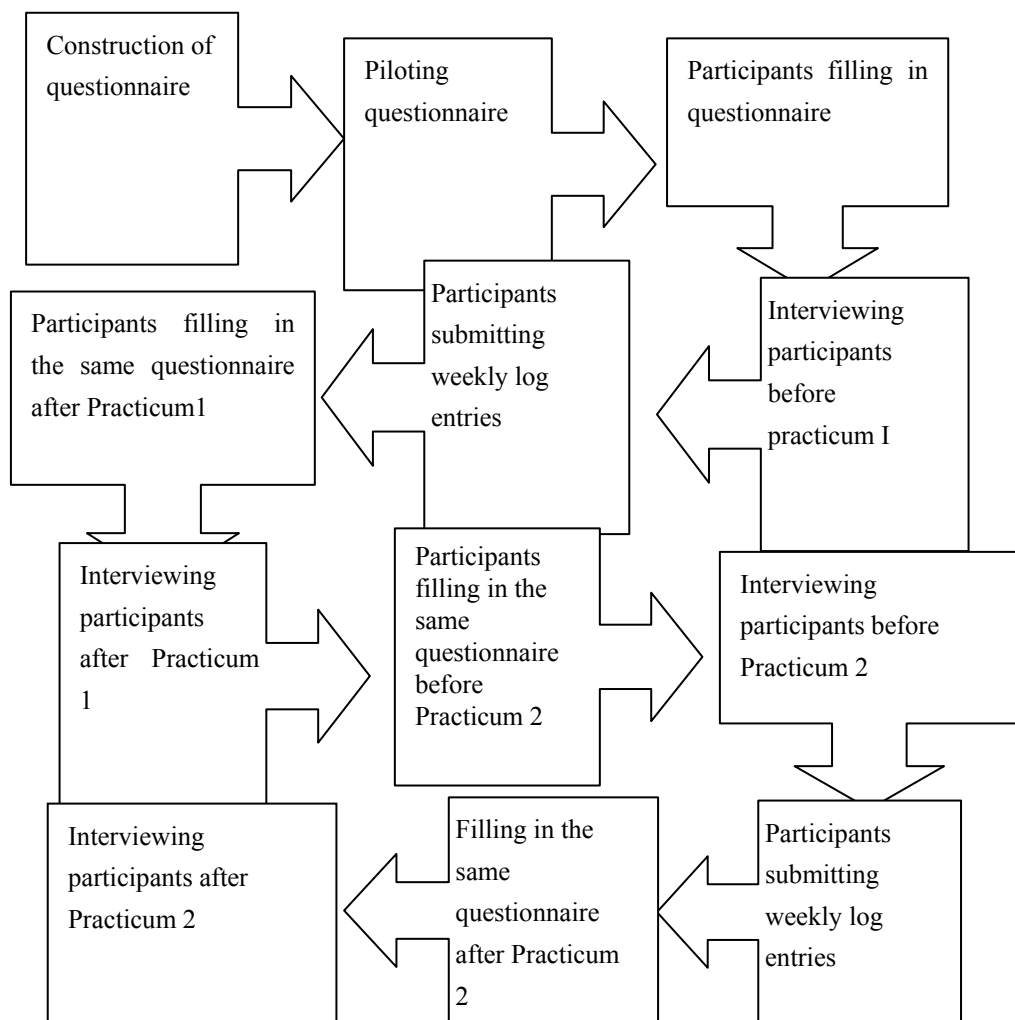 Construction of
questionnaire
Piloting
questionnaire
Participants filling in
questionnaire
Interviewing
participants
before
practicum I
Participants
submitting
weekly log
entries
Participants filling in
the same questionnaire
after Practicum1
Interviewing
participants
after Practicum
1
Participants
filling in the
same
questionnaire
before
Practicum 2
Interviewing
participants before
Practicum 2
Participants
submitting
weekly log
entries
Filling in the
same
questionnaire
after Practicum
2
Interviewing
participants after
Practicum 2